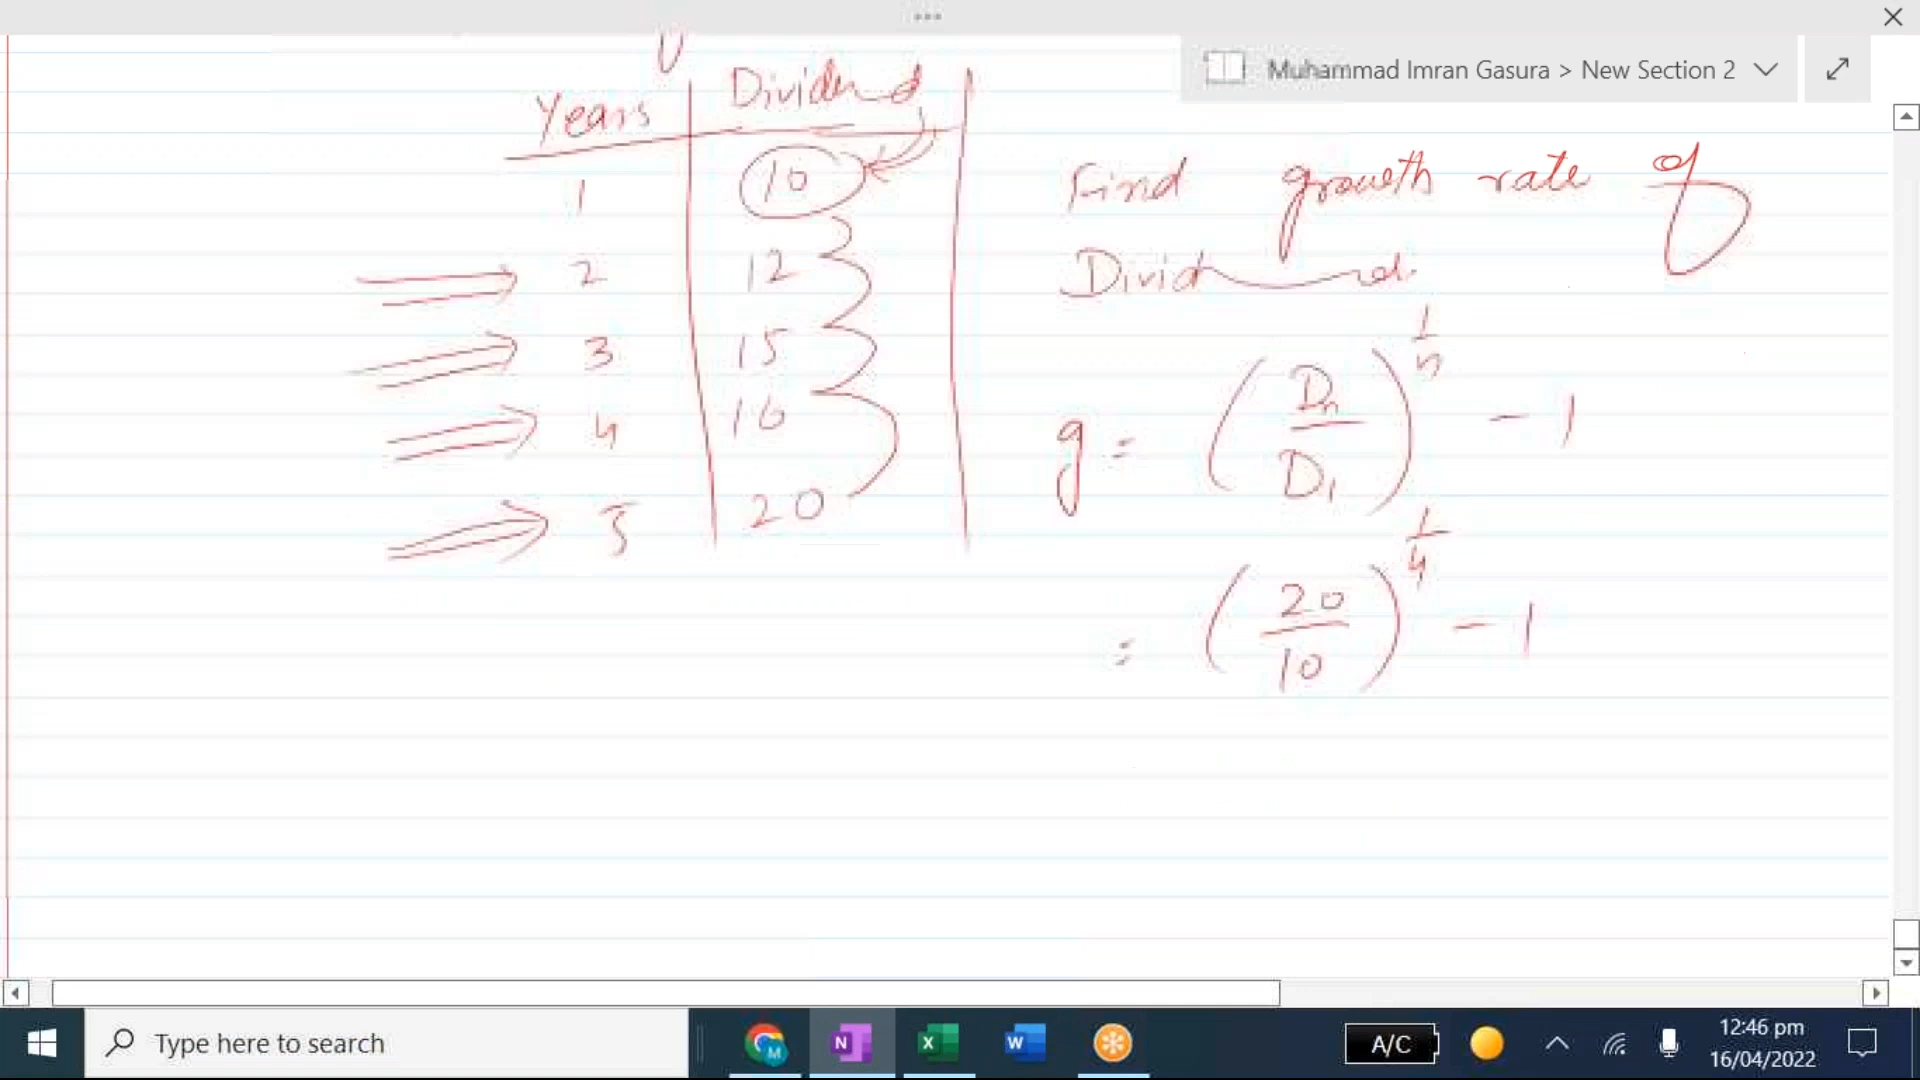 Muhammad Imran Gasura > New Section 2
Years Dividend
1 10
2 12
3 15
4 16
5 20
Find growth rate of
Dividend.
g = (Dn/D1)^1/n - 1
= (20/10)^1/4 - 1
Type here to search
A/C
12:46 pm
16/04/2022